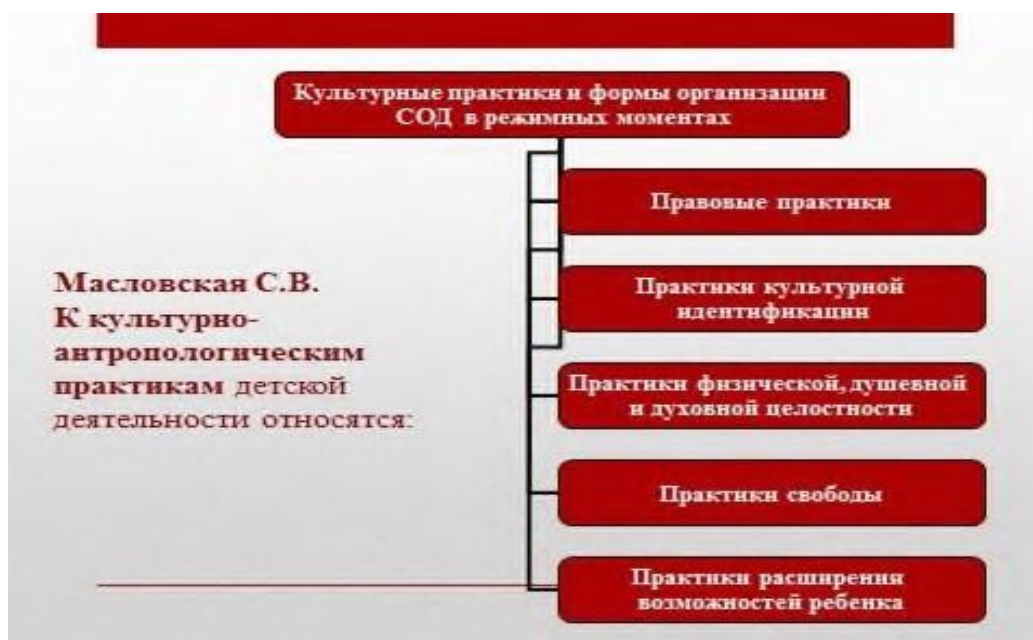 Культурные практики и формы организации
СОД в режимных моментах
Масловская С.В.
К культурно-
антропологическим
практикам детской
деятельности относятся:
Правовые практики
Практики культурной
идентификации
Практики физической, душевной
и духовной целостности
Практики свободы
Практики расширения
возможностей ребенка